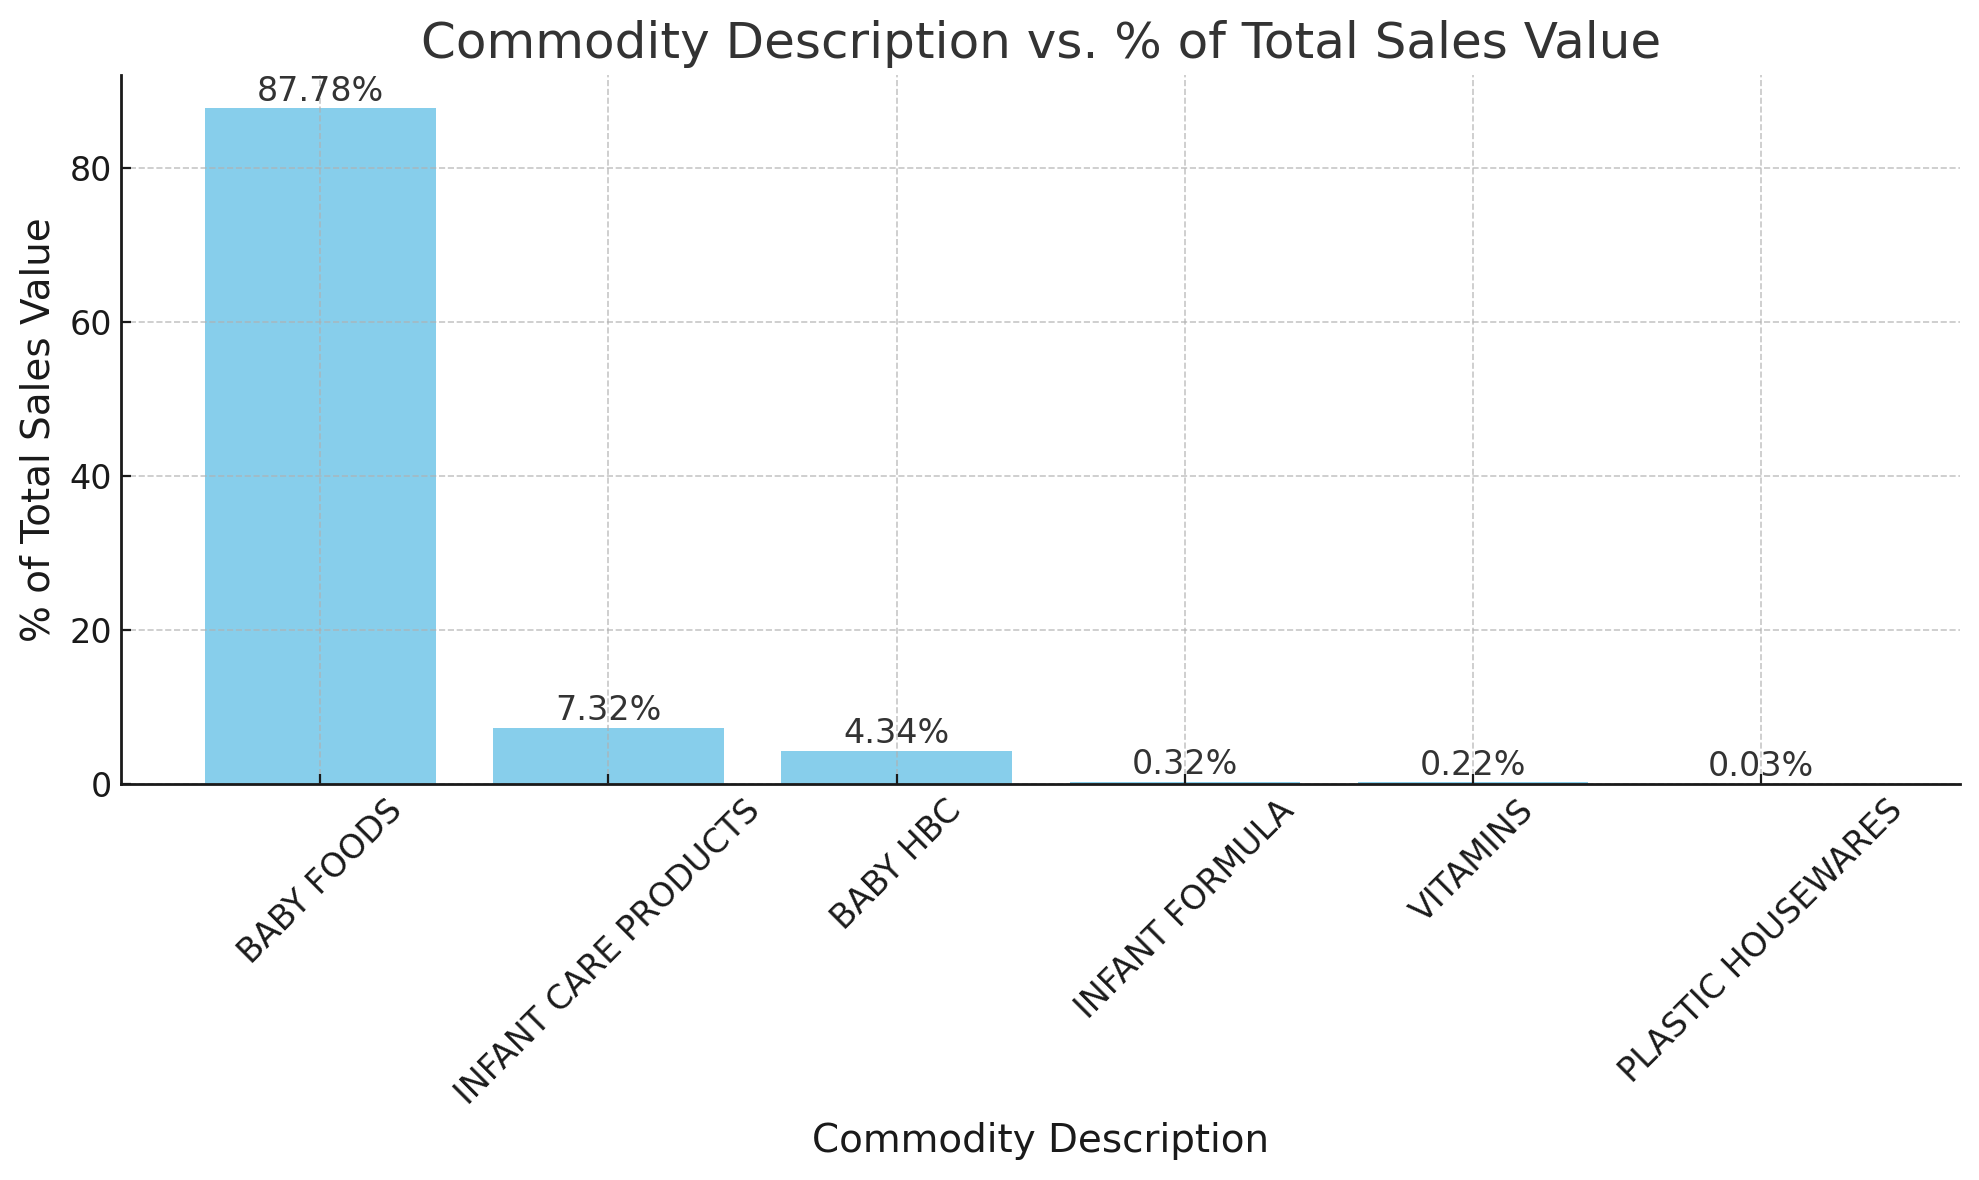 Commodity Description vs. % of Total Sales Value
% of Total Sales Value
80
60
40
20
0
87.78%
7.32%
4.34%
0.32%
0.22%
0.03%
BABY FOODS
INFANT CARE PRODUCTS
BABY HBC
INFANT FORMULA
VITAMINS
PLASTIC HOUSEWARES
Commodity Description